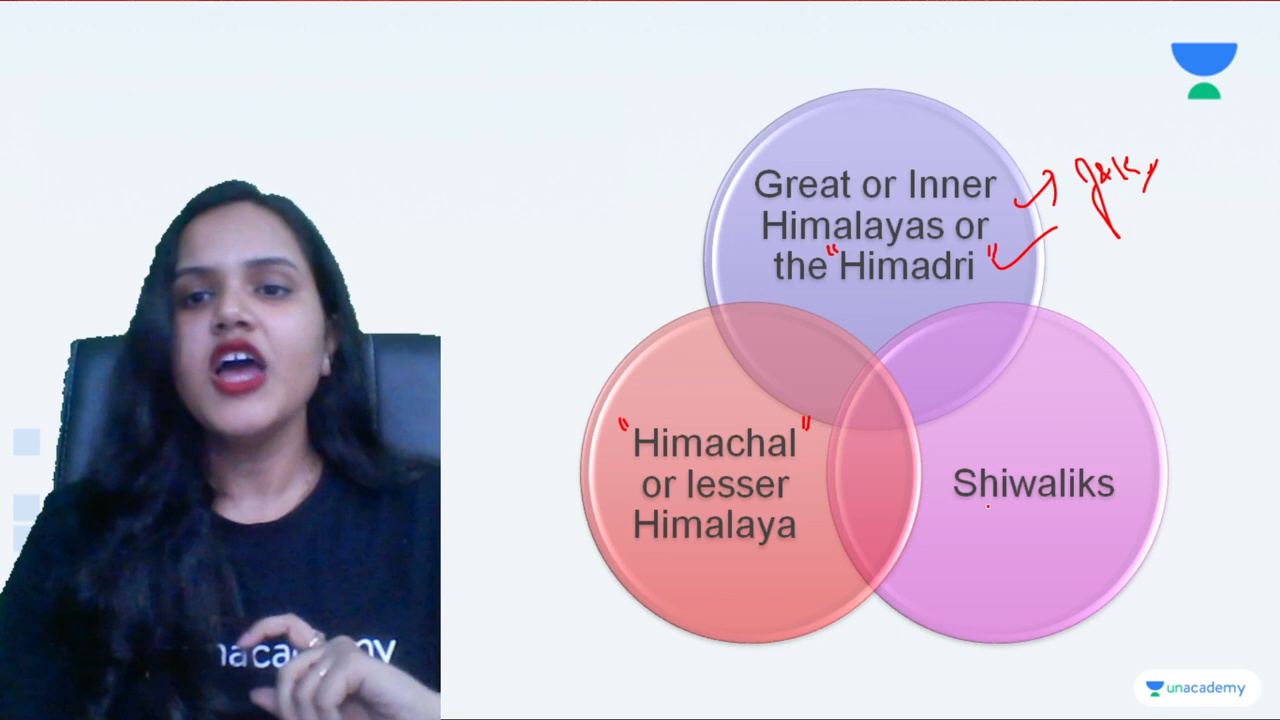 Great or Inner
Himalayas or
the "Himadri"
J&K
"Himachal"
or lesser
Himalaya
Shiwaliks
unacademy